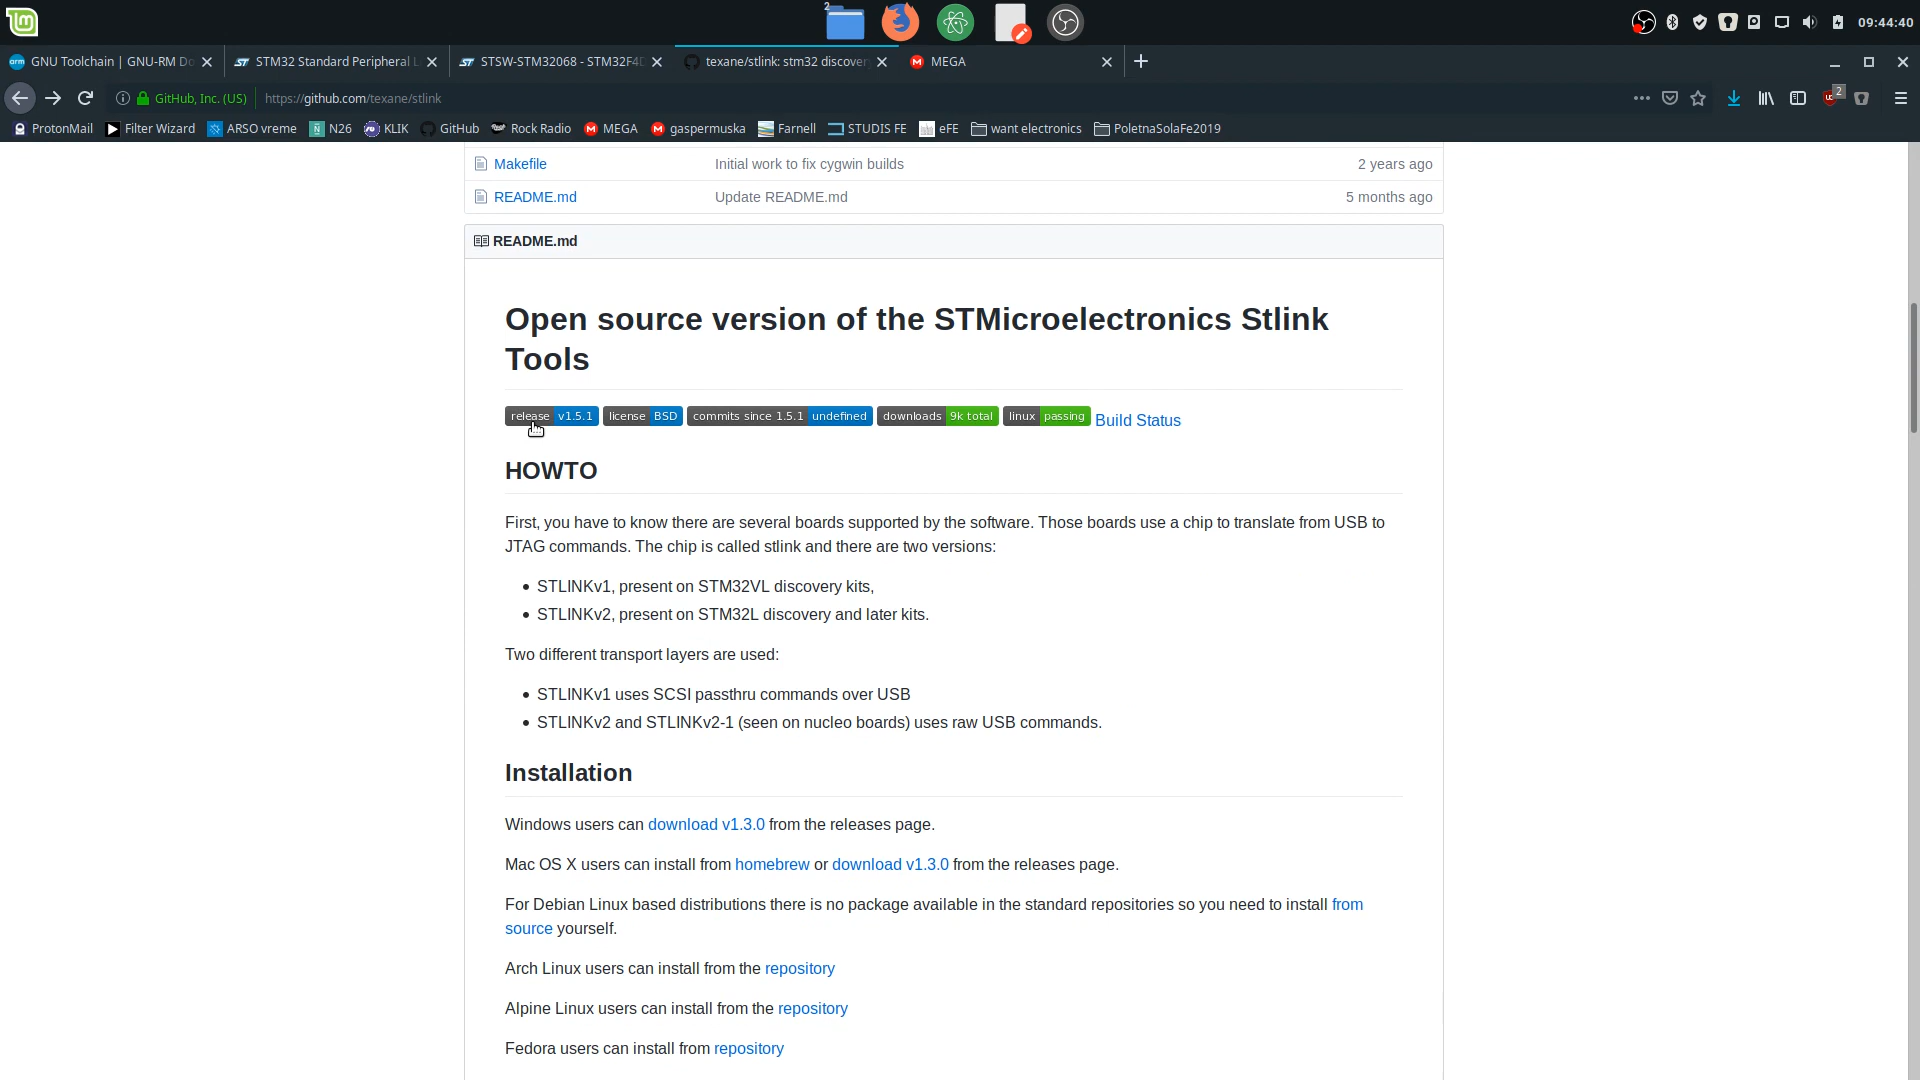 2
09:44:40
GNU Toolchain | GNU-RM Do
STM32 Standard Peripheral L
STSW-STM32068 - STM32F4D
texane/stlink: stm32 discover
MEGA
GitHub, Inc. (US)
https://github.com/texane/stlink
2
ProtonMail
Filter Wizard
ARSO vreme
N26
KLIK
GitHub
Rock Radio
MEGA
gaspermuska
Farnell
STUDIS FE
eFE
want electronics
PoletnaSolaFe2019
Makefile Initial work to fix cygwin builds 2 years ago
README.md Update README.md 5 months ago
README.md
Open source version of the STMicroelectronics Stlink
Tools
release v1.5.1 license BSD commits since 1.5.1 undefined downloads 9k total linux passing Build Status
HOWTO
First, you have to know there are several boards supported by the software. Those boards use a chip to translate from USB to
JTAG commands. The chip is called stlink and there are two versions:
• STLINKv1, present on STM32VL discovery kits,
• STLINKv2, present on STM32L discovery and later kits.
Two different transport layers are used:
• STLINKv1 uses SCSI passthru commands over USB
• STLINKv2 and STLINKv2-1 (seen on nucleo boards) uses raw USB commands.
Installation
Windows users can download v1.3.0 from the releases page.
Mac OS X users can install from homebrew or download v1.3.0 from the releases page.
For Debian Linux based distributions there is no package available in the standard repositories so you need to install from
source yourself.
Arch Linux users can install from the repository
Alpine Linux users can install from the repository
Fedora users can install from repository